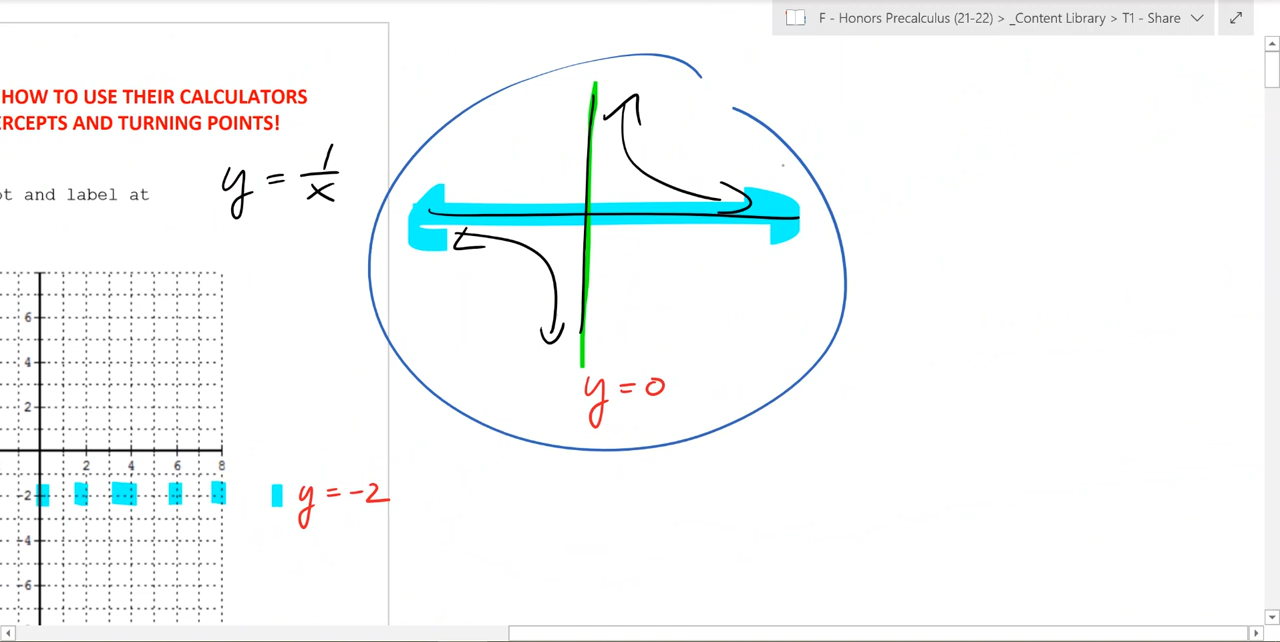 F - Honors Precalculus (21-22) > _Content Library > T1 - Share
HOW TO USE THEIR CALCULATORS
ERCEPTS AND TURNING POINTS!
ot and label at
y = 1/x
y = 0
6
4
2
2 4 6 8
-2
y = -2
-4
-6